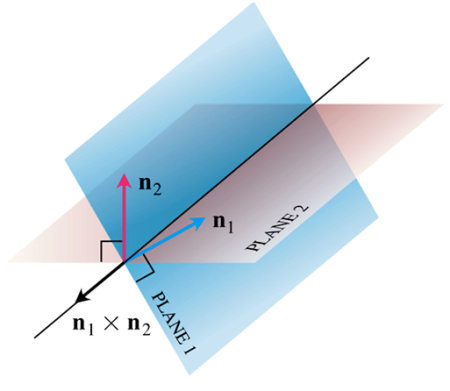 n₂
n₁
PLANE 2
n₁ × n₂
PLANE 1